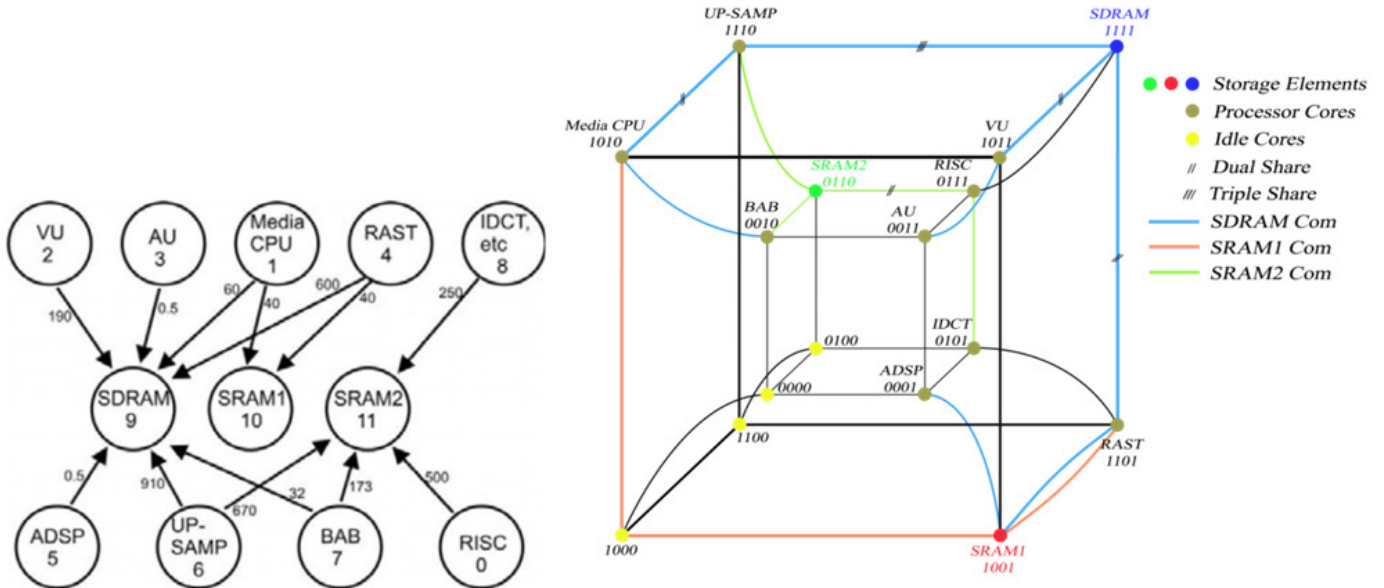 VU
2
AU
3
Media
CPU
1
RAST
4
IDCT,
etc
8
190
0.5
60
40
600
40
250
SDRAM
9
SRAM1
10
SRAM2
11
0.5
910
670
32
173
500
ADSP
5
UP-
SAMP
6
BAB
7
RISC
0
UP-SAMP
1110
SDRAM
1111
Media CPU
1010
VU
1011
SRAM2
0110
RISC
0111
BAB
0010
AU
0011
0100
IDCT
0101
0000
ADSP
0001
1100
RAST
1101
1000
SRAM1
1001
Storage Elements
Processor Cores
Idle Cores
// Dual Share
/// Triple Share
SDRAM Com
SRAM1 Com
SRAM2 Com